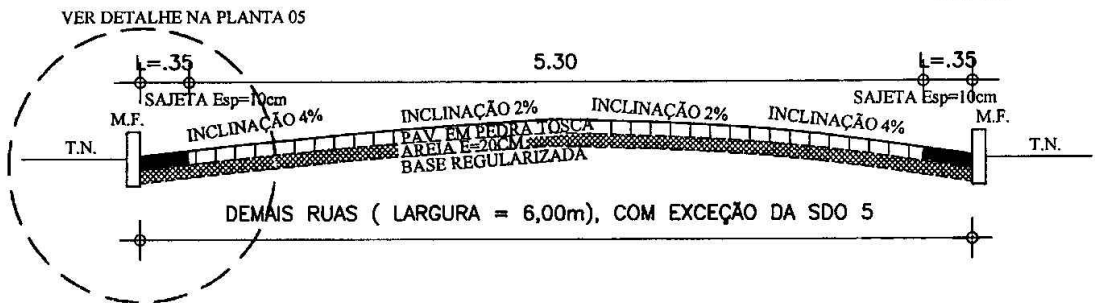 VER DETALHE NA PLANTA 05
L=.35 5.30 L=.35
SAJETA Esp=10cm SAJETA Esp=10cm
M.F. INCLINAÇÃO 4% INCLINAÇÃO 2% INCLINAÇÃO 2% INCLINAÇÃO 4% M.F.
T.N. PAV. EM PEDRA TOSCA T.N.
AREIA E=20CM
BASE REGULARIZADA
DEMAIS RUAS ( LARGURA = 6,00m), COM EXCEÇÃO DA SDO 5